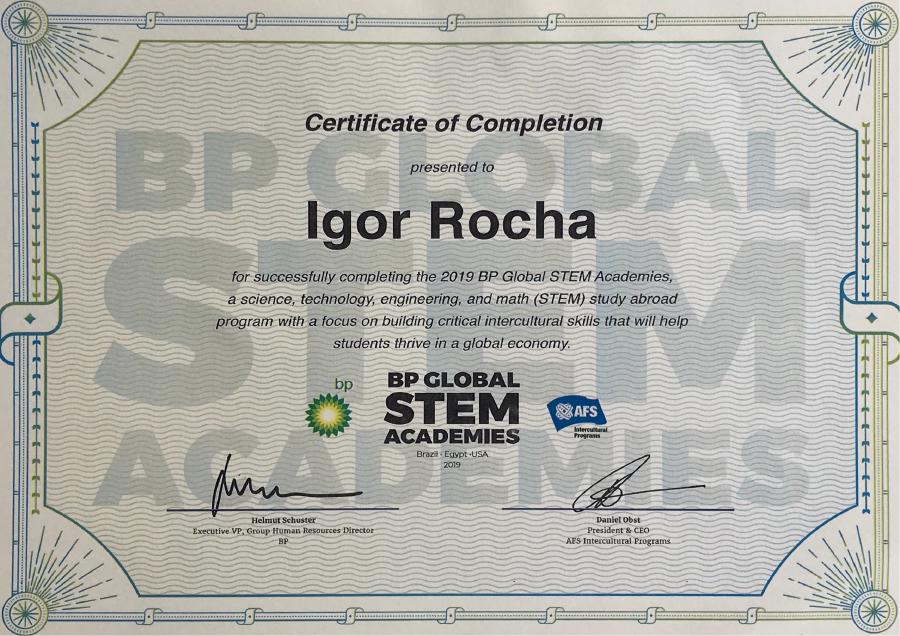 BP GLOBAL
STEM
ACADEMIES
Certificate of Completion
presented to
Igor Rocha
for successfully completing the 2019 BP Global STEM Academies,
a science, technology, engineering, and math (STEM) study abroad
program with a focus on building critical intercultural skills that will help
students thrive in a global economy.
bp
BP GLOBAL
STEM
ACADEMIES
Brazil - Egypt -USA
2019
AFS
Intercultural
Programs
Helmut Schuster
Executive VP, Group Human Resources Director
BP
Daniel Obst
President & CEO
AFS Intercultural Programs